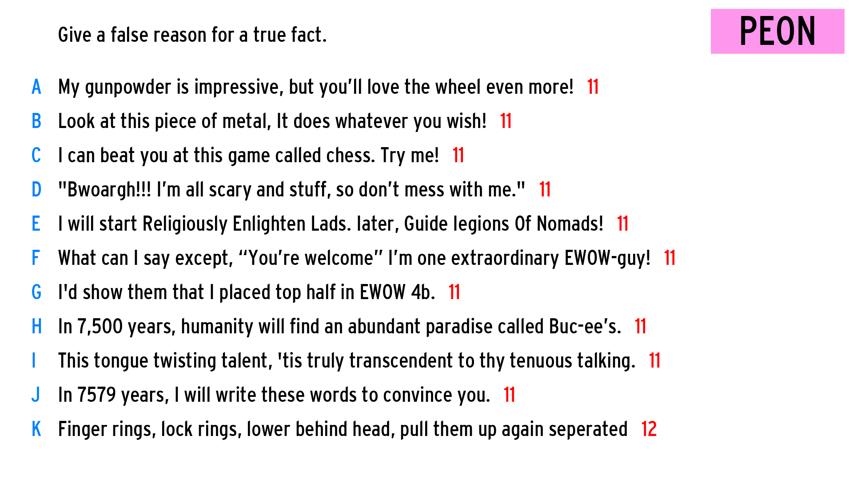 Give a false reason for a true fact.
PEON
A My gunpowder is impressive, but you’ll love the wheel even more! 11
B Look at this piece of metal, It does whatever you wish! 11
C I can beat you at this game called chess. Try me! 11
D "Bwoargh!!! I’m all scary and stuff, so don’t mess with me." 11
E I will start Religiously Enlighten Lads. later, Guide legions Of Nomads! 11
F What can I say except, “You’re welcome” I’m one extraordinary EWOW-guy! 11
G I'd show them that I placed top half in EWOW 4b. 11
H In 7,500 years, humanity will find an abundant paradise called Buc-ee’s. 11
I This tongue twisting talent, 'tis truly transcendent to thy tenuous talking. 11
J In 7579 years, I will write these words to convince you. 11
K Finger rings, lock rings, lower behind head, pull them up again seperated 12